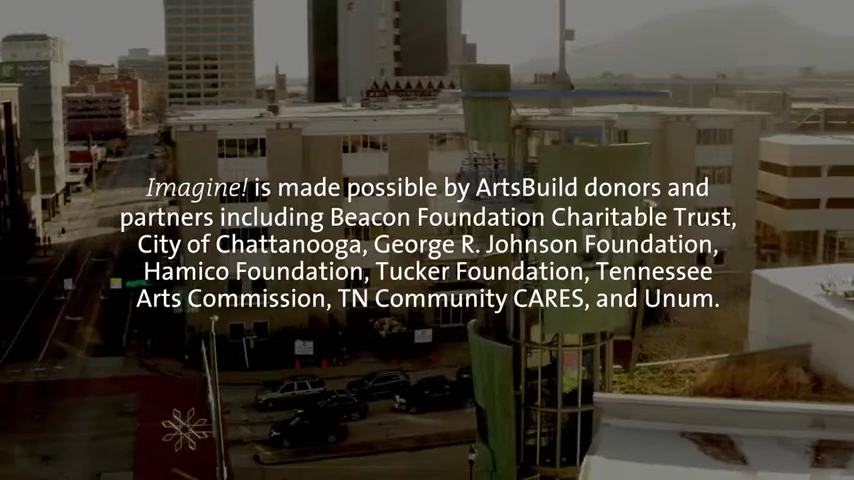 Imagine! is made possible by ArtsBuild donors and
partners including Beacon Foundation Charitable Trust,
City of Chattanooga, George R. Johnson Foundation,
Hamico Foundation, Tucker Foundation, Tennessee
Arts Commission, TN Community CARES, and Unum.